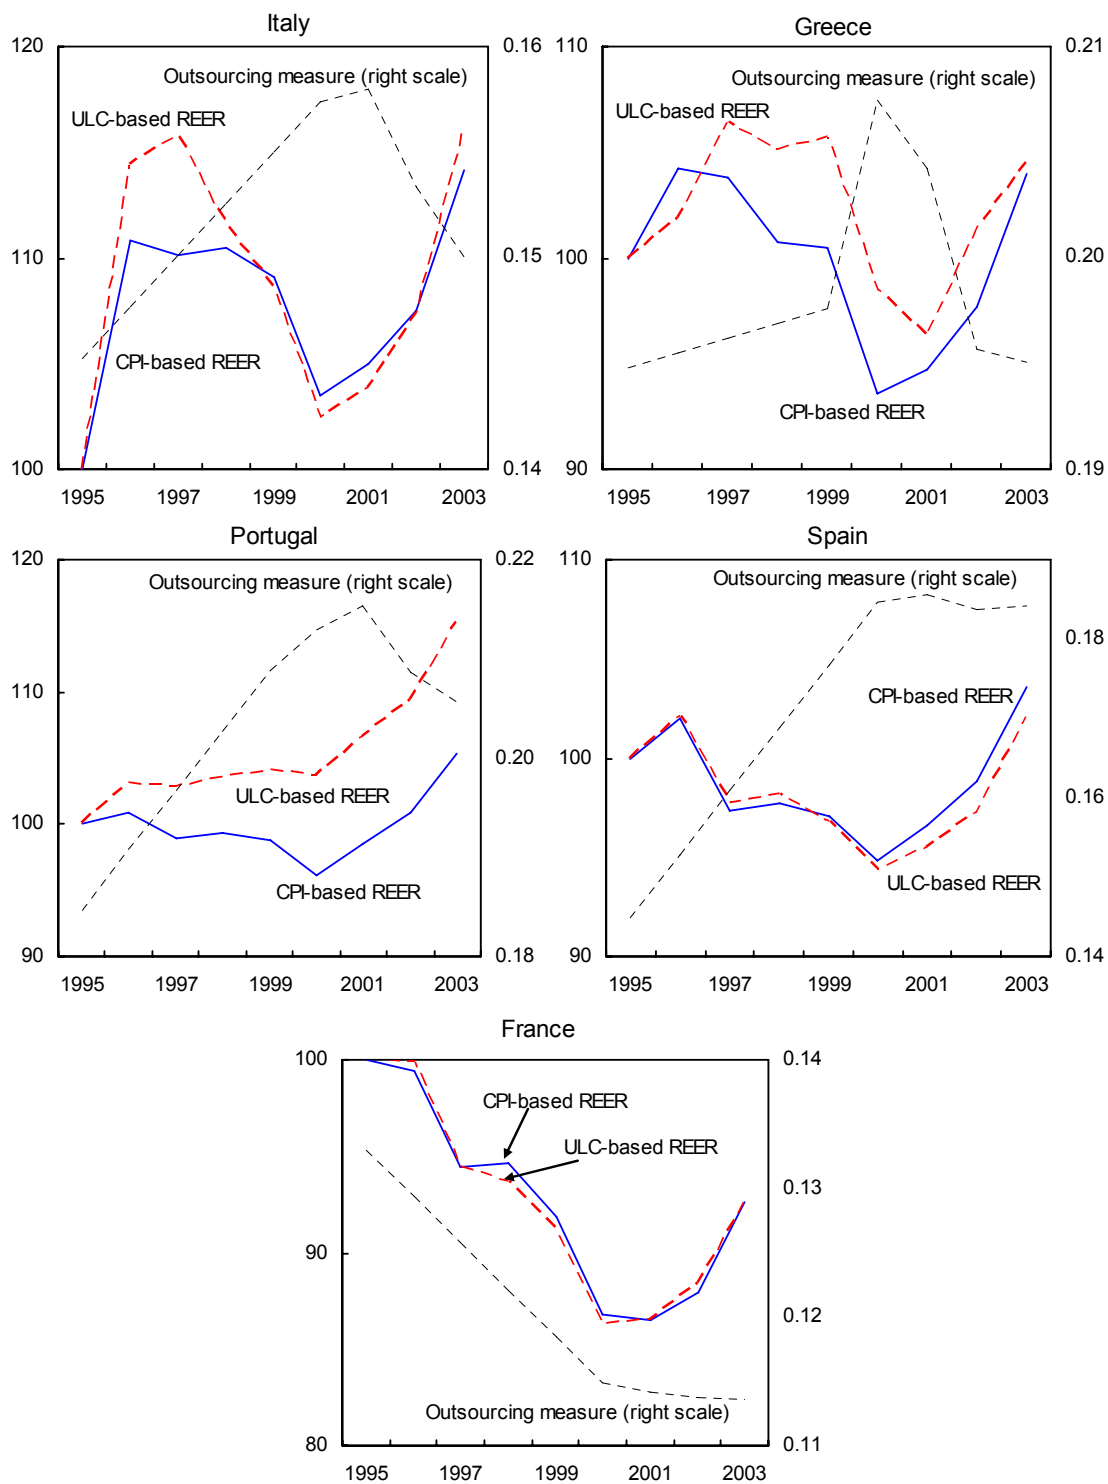 Italy
120
0.16
Outsourcing measure (right scale)
ULC-based REER
110
0.15
CPI-based REER
100
0.14
1995 1997 1999 2001 2003
Greece
110
0.21
Outsourcing measure (right scale)
ULC-based REER
100
0.20
CPI-based REER
90
0.19
1995 1997 1999 2001 2003
Portugal
120
0.22
Outsourcing measure (right scale)
110
0.20
ULC-based REER
100
CPI-based REER
90
0.18
1995 1997 1999 2001 2003
Spain
110
Outsourcing measure (right scale)
0.18
CPI-based REER
100
0.16
ULC-based REER
90
0.14
1995 1997 1999 2001 2003
France
100
0.14
CPI-based REER
ULC-based REER
0.13
90
0.12
Outsourcing measure (right scale)
80
0.11
1995 1997 1999 2001 2003